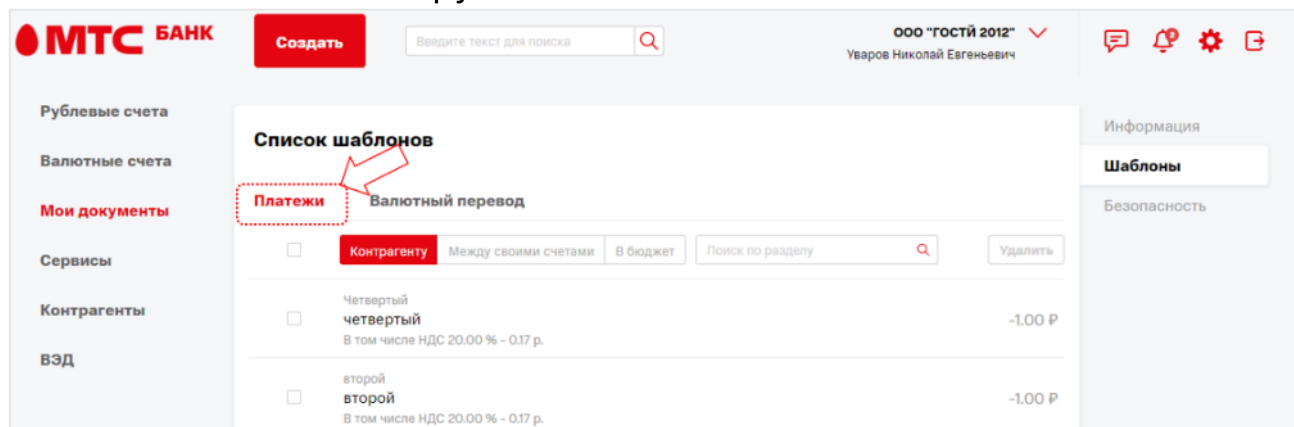 МТС БАНК
Создать
Введите текст для поиска
ООО "ГОСТЙ 2012"
Уваров Николай Евгеньевич
Рублевые счета
Валютные счета
Мои документы
Сервисы
Контрагенты
ВЭД
Список шаблонов
Платежи Валютный перевод
Контрагенту Между своими счетами В бюджет Поиск по разделу Удалить
Четвертый
четвертый -1.00 ₽
В том числе НДС 20.00 % - 0.17 р.
второй
второй -1.00 ₽
В том числе НДС 20.00 % - 0.17 р.
Информация
Шаблоны
Безопасность